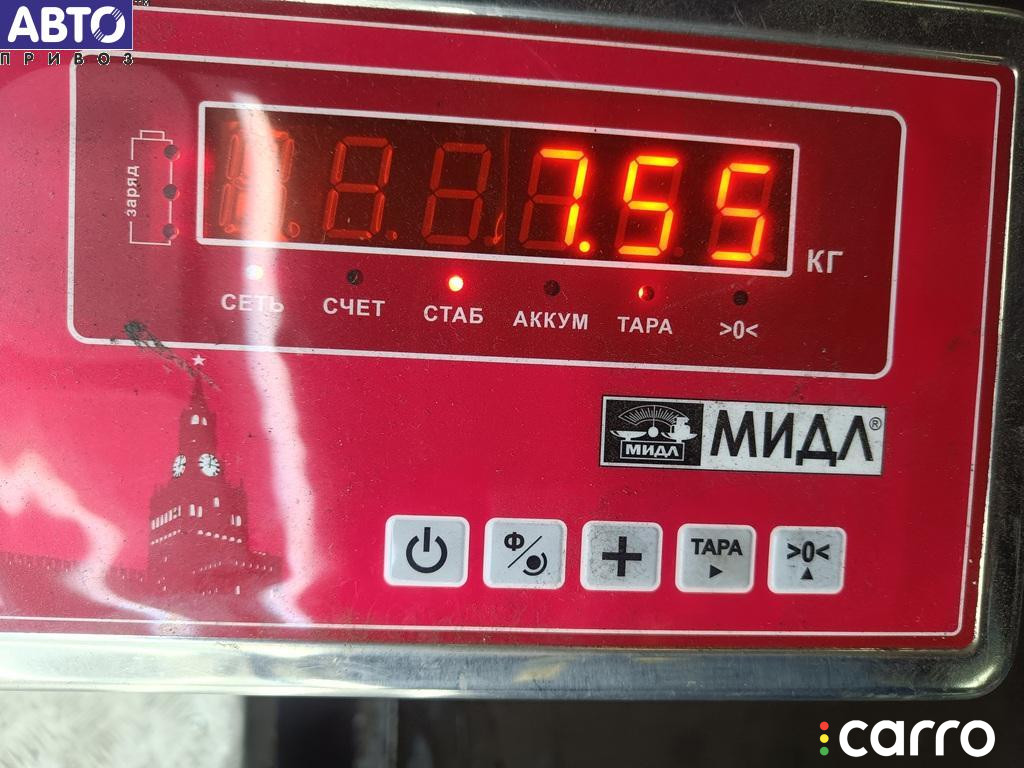 АВТО
ПРИВОЗ
заряд
7.55
КГ
СЕТЬ СЧЕТ СТАБ АККУМ ТАРА >0<
МИДЛ МИДЛ®
Ф ТАРА >0<
carro